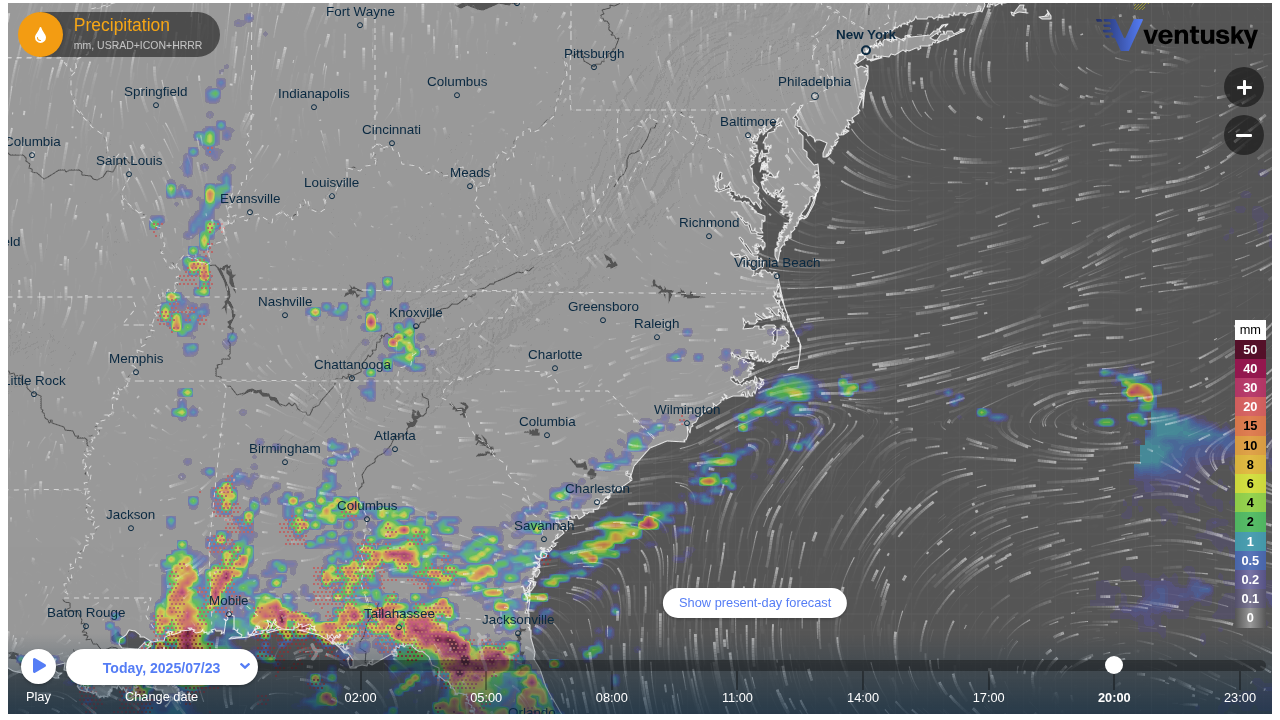 Precipitation
mm, USRAD+ICON+HRRR
ventusky
Fort Wayne
New York
Pittsburgh
Columbus
Philadelphia
Springfield
Indianapolis
Baltimore
Cincinnati
Columbia
Saint Louis
Meads
Louisville
Evansville
Richmond
eld
Virginia Beach
Nashville
Knoxville
Greensboro
Raleigh
mm
50
Memphis
Charlotte
Chattanooga
40
Little Rock
30
Wilmington
20
Columbia
15
Atlanta
Birmingham
10
8
Charleston
6
Columbus
4
Jackson
Savannah
2
1
0.5
0.2
Mobile
0.1
Show present-day forecast
Baton Rouge
Tallahassee
Jacksonville
0
Today, 2025/07/23
Play
Change date
02:00
05:00
08:00
11:00
14:00
17:00
20:00
23:00
Orlando